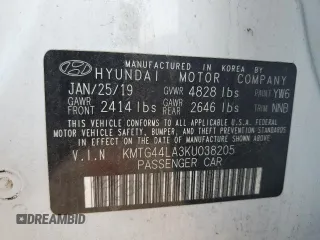 MANUFACTURED IN KOREA BY
HYUNDAI MOTOR COMPANY
JAN/25/19 GVWR 4828 lbs PAINT YW6
GAWR FRONT 2414 lbs GAWR REAR 2646 lbs TRIM NNB
THIS VEHICLE CONFORMS TO ALL APPLICABLE
U.S. FEDERAL MOTOR VEHICLE SAFETY, BUMPER,
AND THEFT PREVENTION STANDARDS IN EFFECT
ON THE DATE OF MANUFACTURE SHOWN ABOVE.
V.I.N KMTG44LA3KU038205
PASSENGER CAR
AUTOHELPERBOT.COM